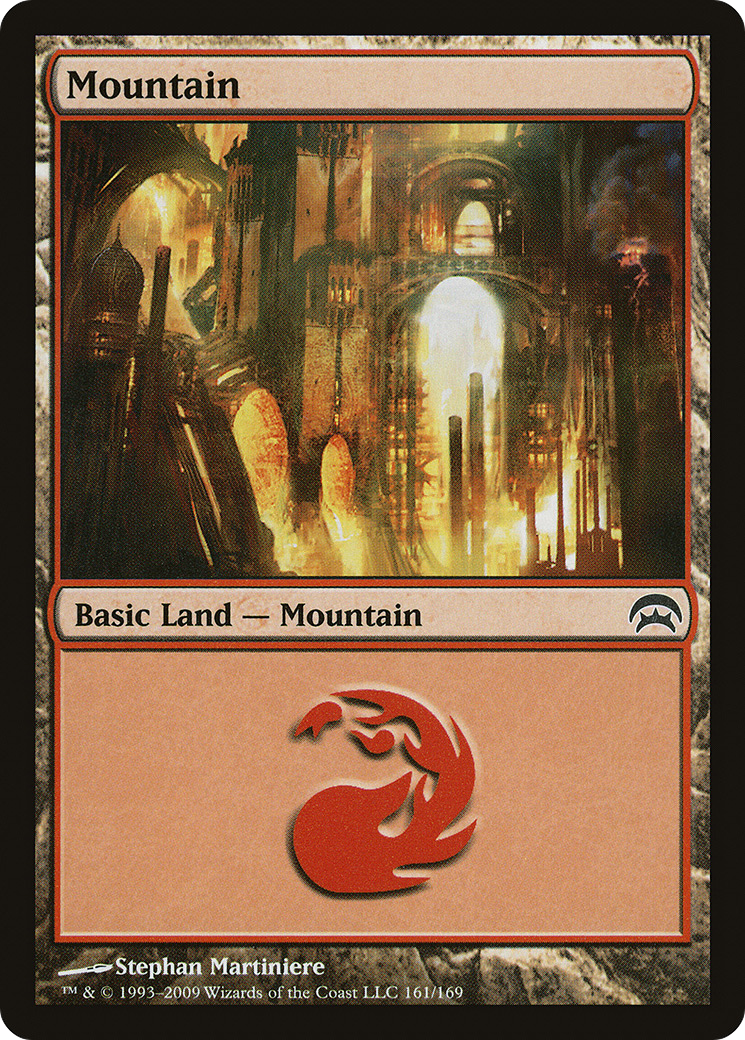 Mountain
Basic Land — Mountain
Stephan Martiniere
™ & © 1993–2009 Wizards of the Coast LLC 161/169